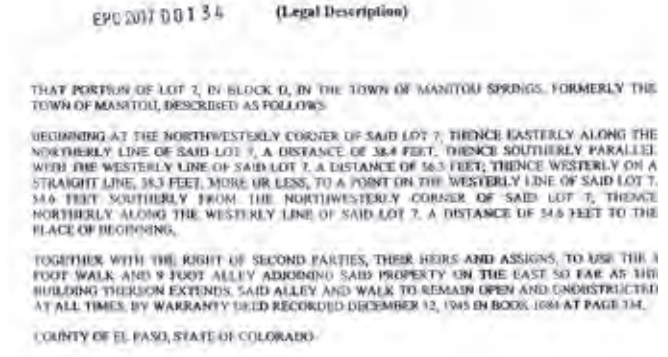 EPC 2017 00134 (Legal Description)
THAT PORTION OF LOT 7, IN BLOCK D, IN THE TOWN OF MANITOU SPRINGS, FORMERLY THE
TOWN OF MANITOU, DESCRIBED AS FOLLOWS
BEGINNING AT THE NORTHWESTERLY CORNER OF SAID LOT 7, THENCE EASTERLY ALONG THE
NORTHERLY LINE OF SAID LOT 7, A DISTANCE OF 38.4 FEET, THENCE SOUTHERLY PARALLEL
WITH THE WESTERLY LINE OF SAID LOT 7, A DISTANCE OF 56.3 FEET; THENCE WESTERLY ON A
STRAIGHT LINE, 38.3 FEET, MORE OR LESS, TO A POINT ON THE WESTERLY LINE OF SAID LOT 7,
54.6 FEET SOUTHERLY FROM THE NORTHWESTERLY CORNER OF SAID LOT 7, THENCE
NORTHERLY ALONG THE WESTERLY LINE OF SAID LOT 7, A DISTANCE OF 54.6 FEET TO THE
PLACE OF BEGINNING,
TOGETHER WITH THE RIGHT OF SECOND PARTIES, THEIR HEIRS AND ASSIGNS, TO USE THE
FOOT WALK AND 9 FOOT ALLEY ADJOINING SAID PROPERTY ON THE EAST SO FAR AS THE
BUILDING THEREON EXTENDS, SAID ALLEY AND WALK TO REMAIN OPEN AND UNOBSTRUCTED
AT ALL TIMES, BY WARRANTY DEED RECORDED DECEMBER 12, 1945 IN BOOK 1084 AT PAGE
COUNTY OF EL PASO, STATE OF COLORADO